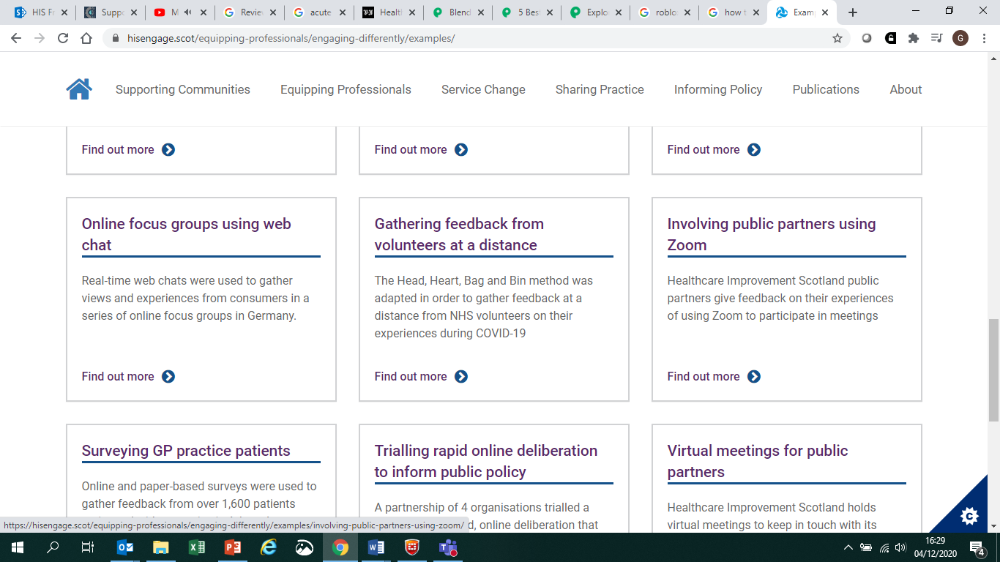 HIS Fr
Suppo
M
Review
acute
Health
Blend
5 Bes
Explo
roblo
how t
Exam
hisengage.scot/equipping-professionals/engaging-differently/examples/
G
Supporting Communities
Equipping Professionals
Service Change
Sharing Practice
Informing Policy
Publications
About
Find out more
Find out more
Find out more
Online focus groups using web
chat
Real-time web chats were used to gather
views and experiences from consumers in a
series of online focus groups in Germany.
Find out more
Gathering feedback from
volunteers at a distance
The Head, Heart, Bag and Bin method was
adapted in order to gather feedback at a
distance from NHS volunteers on their
experiences during COVID-19
Find out more
Involving public partners using
Zoom
Healthcare Improvement Scotland public
partners give feedback on their experiences
of using Zoom to participate in meetings
Find out more
Surveying GP practice patients
Online and paper-based surveys were used to
gather feedback from over 1,600 patients
Trialling rapid online deliberation
to inform public policy
A partnership of 4 organisations trialled a
d, online deliberation that
Virtual meetings for public
partners
Healthcare Improvement Scotland holds
virtual meetings to keep in touch with its
https://hisengage.scot/equipping-professionals/engaging-differently/examples/involving-public-partners-using-zoom/
C
16:29
04/12/2020
4